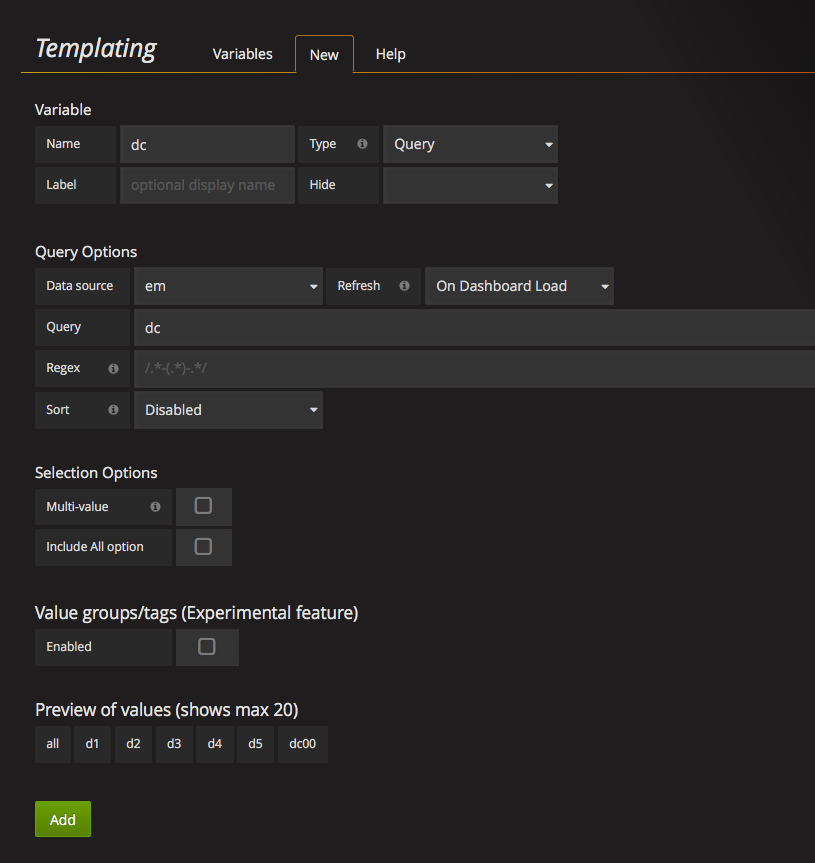 Templating Variables New Help
Variable
Name dc Type Query
Label optional display name Hide
Query Options
Data source em Refresh On Dashboard Load
Query dc
Regex /.*-(.*)-.*/
Sort Disabled
Selection Options
Multi-value
Include All option
Value groups/tags (Experimental feature)
Enabled
Preview of values (shows max 20)
all d1 d2 d3 d4 d5 dc00
Add